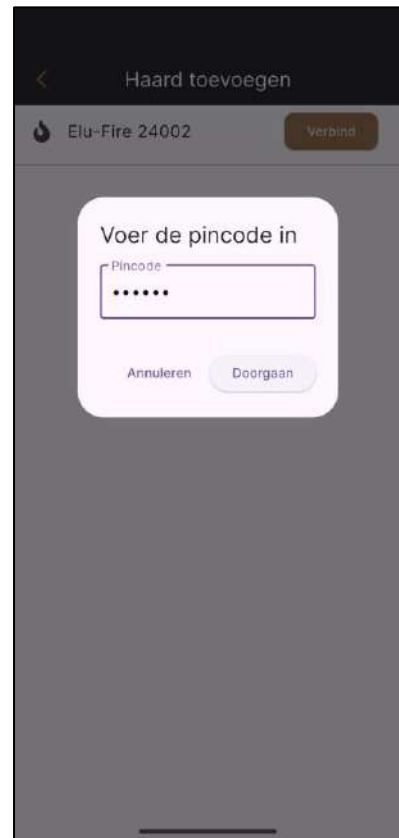 Haard toevoegen
Elu-Fire 24002
Verbind
Voer de pincode in
Pincode
••••••
Annuleren
Doorgaan